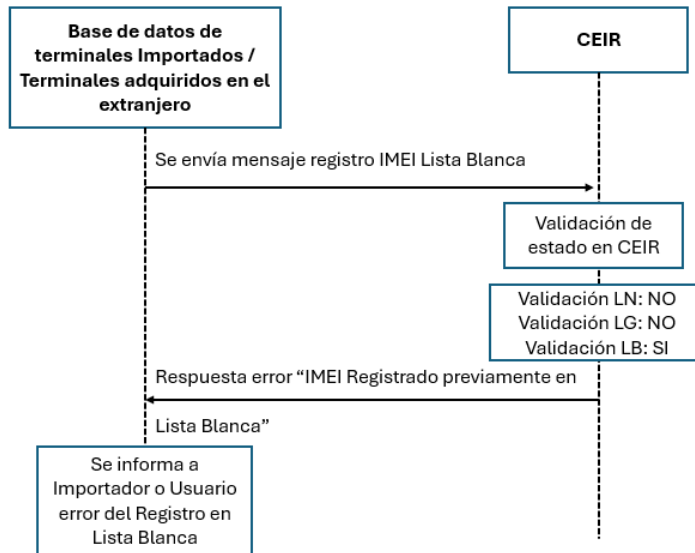 Base de datos de
terminales Importados /
Terminales adquiridos en el
extranjero
CEIR
Se envía mensaje registro IMEI Lista Blanca
Validación de
estado en CEIR
Validación LN: NO
Validación LG: NO
Validación LB: SI
Respuesta error “IMEI Registrado previamente en
Lista Blanca”
Se informa a
Importador o Usuario
error del Registro en
Lista Blanca